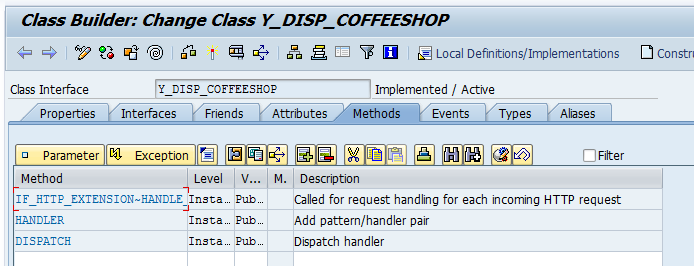 Class Builder: Change Class Y_DISP_COFFEESHOP
Local Definitions/Implementations Constru
Class Interface Y_DISP_COFFEESHOP Implemented / Active
Properties Interfaces Friends Attributes Methods Events Types Aliases
Parameter Exception Filter
Method Level V... M. Description
IF_HTTP_EXTENSION~HANDLE Insta... Pub... Called for request handling for each incoming HTTP request
HANDLER Insta... Pub... Add pattern/handler pair
DISPATCH Insta... Pub... Dispatch handler